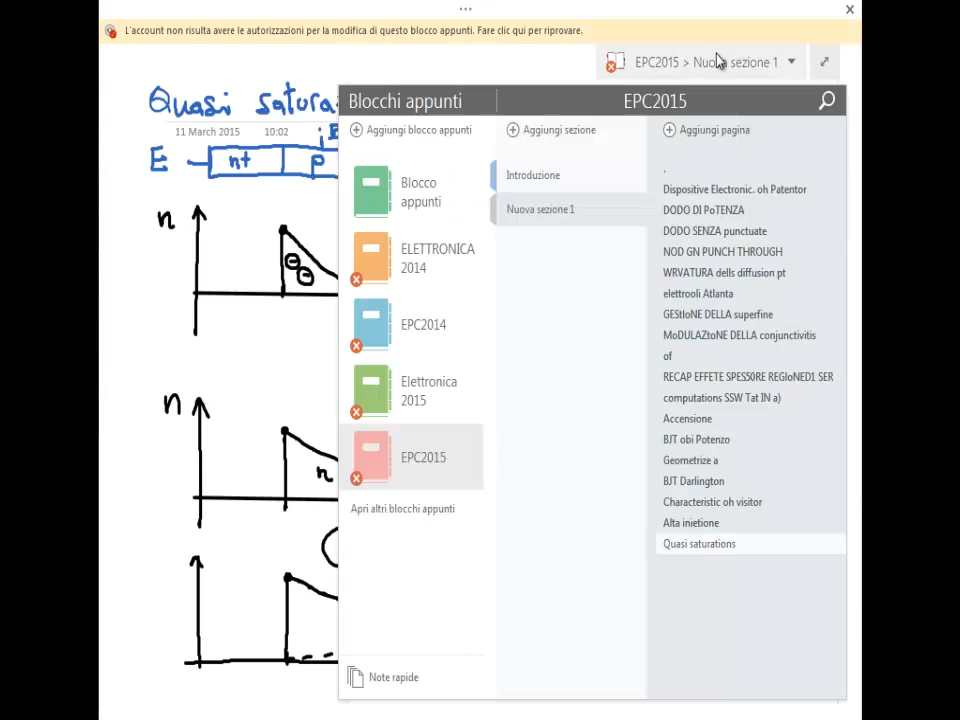 L'account non risulta avere le autorizzazioni per la modifica di questo blocco appunti. Fare clic qui per riprovare.
EPC2015 > Nuova sezione 1
Quasi satura
11 March 2015 10:02
E n+ p
n
n
n
Blocchi appunti
EPC2015
Aggiungi blocco appunti
Aggiungi sezione
Aggiungi pagina
Blocco
appunti
ELETTRONICA
2014
EPC2014
Elettronica
2015
EPC2015
Apri altri blocchi appunti
Note rapide
Introduzione
Nuova sezione 1
.
Dispositive Electronic. oh Patentor
DODO DI PoTENZA
DODO SENZA punctuate
NOD GN PUNCH THROUGH
WRVATURA dells diffusion pt
elettrooli Atlanta
GEStIoNE DELLA superfine
MoDULAZtoNE DELLA conjunctivitis
of
RECAP EFFETE SPES50RE REGIoNED1 SER
computations SSW Tat IN a)
Accensione
BJT obi Potenzo
Geometrize a
BJT Darlington
Characteristic oh visitor
Alta inietione
Quasi saturations